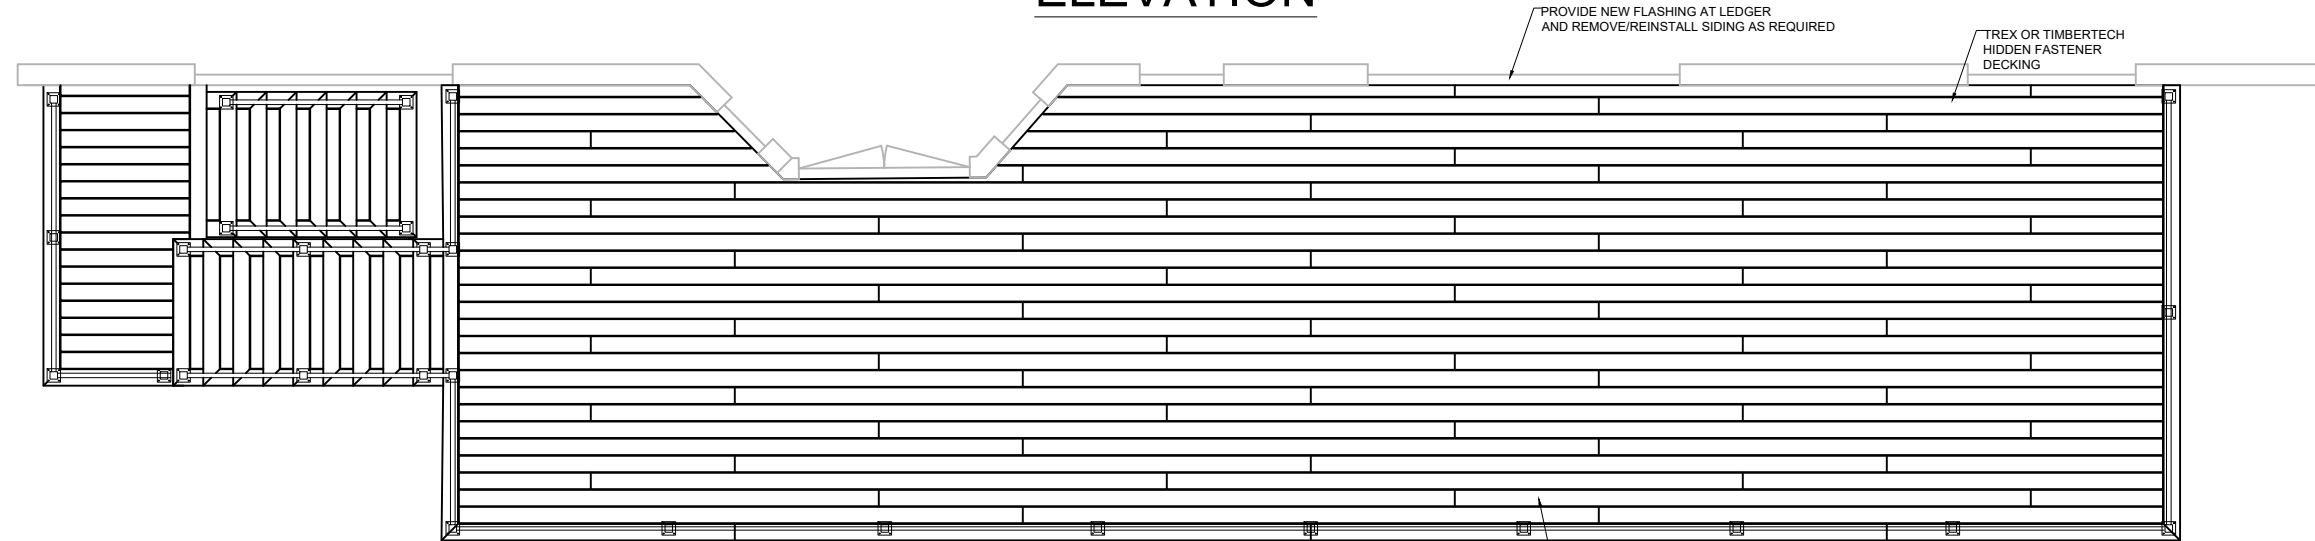 ELEVATION
PROVIDE NEW FLASHING AT LEDGER
AND REMOVE/REINSTALL SIDING AS REQUIRED
TREX OR TIMBERTECH
HIDDEN FASTENER
DECKING